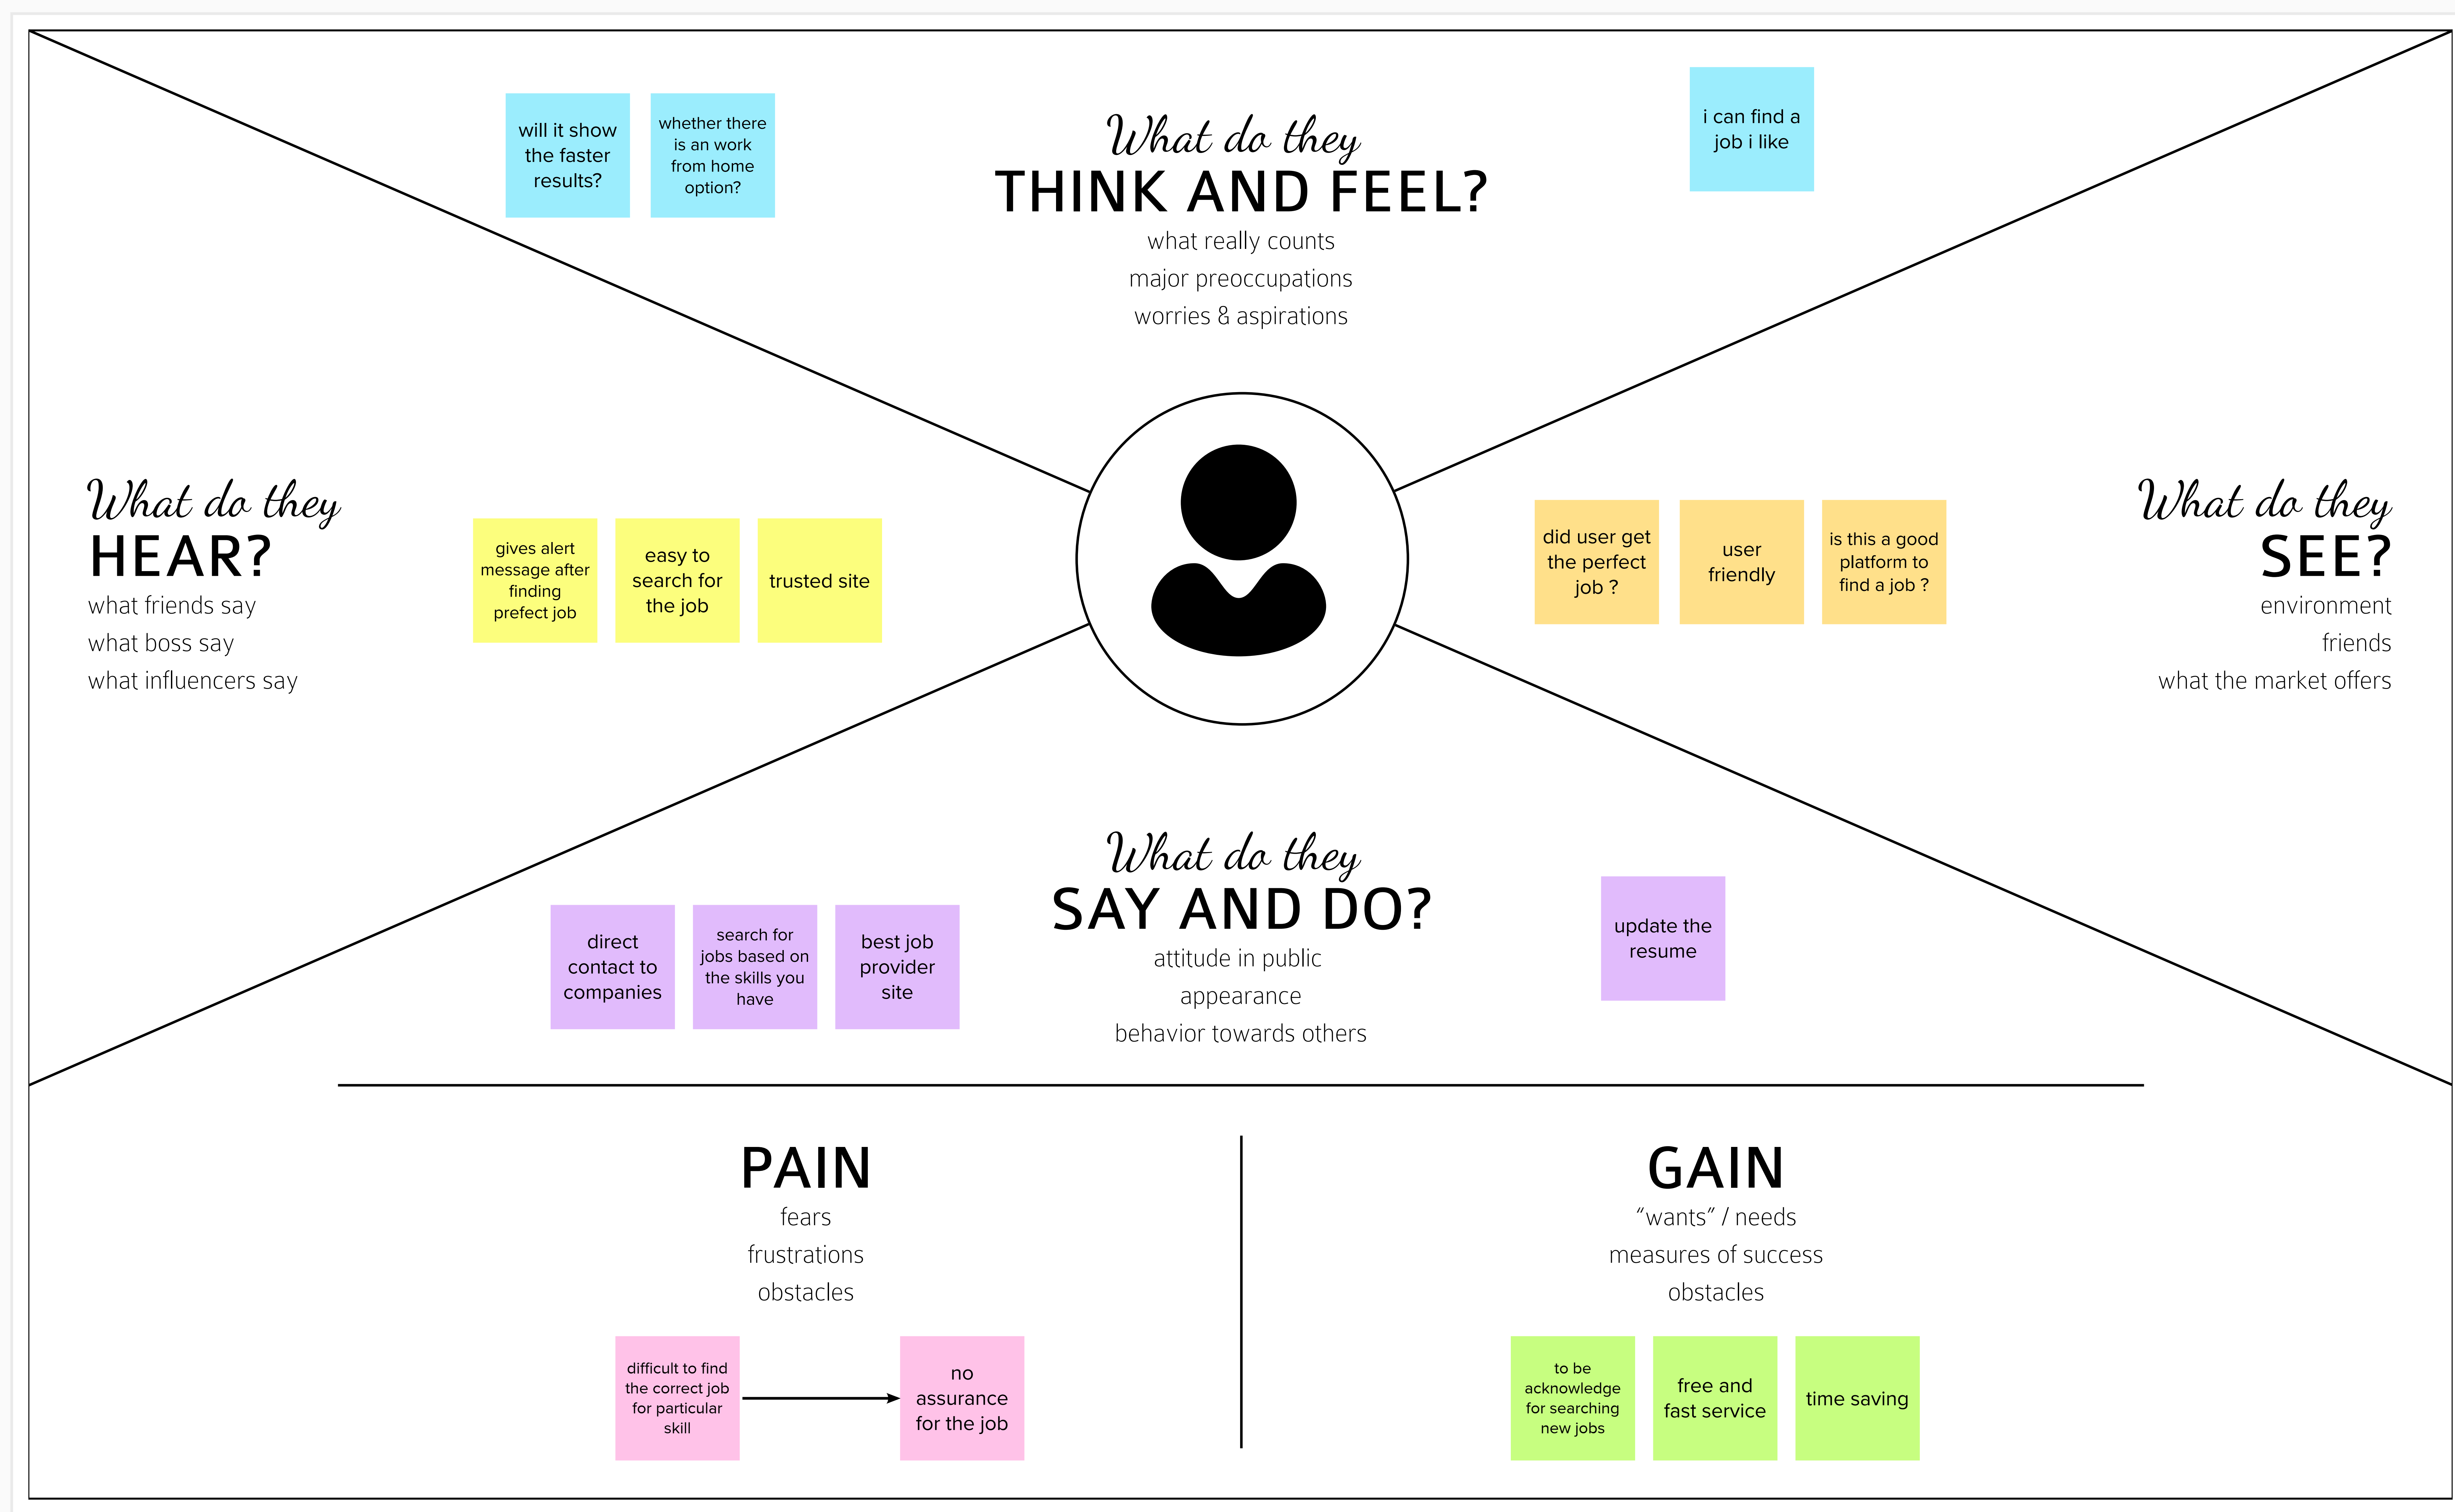 will it show
the faster
results?
whether there
is an work
from home
option?
What do they
THINK AND FEEL?
what really counts
major preoccupations
worries & aspirations
i can find a
job i like
What do they
HEAR?
what friends say
what boss say
what influencers say
gives alert
message after
finding
prefect job
easy to
search for
the job
trusted site
did user get
the perfect
job ?
user
friendly
is this a good
platform to
find a job ?
What do they
SEE?
environment
friends
what the market offers
What do they
SAY AND DO?
attitude in public
appearance
behavior towards others
direct
contact to
companies
search for
jobs based on
the skills you
have
best job
provider
site
update the
resume
PAIN
fears
frustrations
obstacles
difficult to find
the correct job
for particular
skill
no
assurance
for the job
GAIN
“wants” / needs
measures of success
obstacles
to be
acknowledge
for searching
new jobs
free and
fast service
time saving